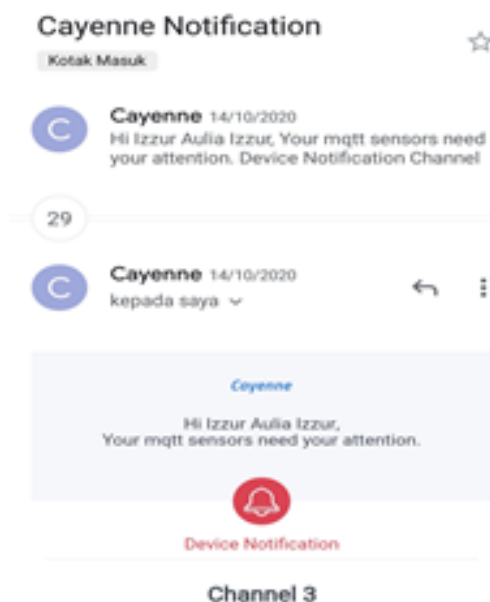 Cayenne Notification
Kotak Masuk
C
Cayenne 14/10/2020
Hi Izzur Aulia Izzur, Your mqtt sensors need
your attention. Device Notification Channel
29
C
Cayenne 14/10/2020
kepada saya
Cayenne
Hi Izzur Aulia Izzur,
Your mqtt sensors need your attention.
Device Notification
Channel 3